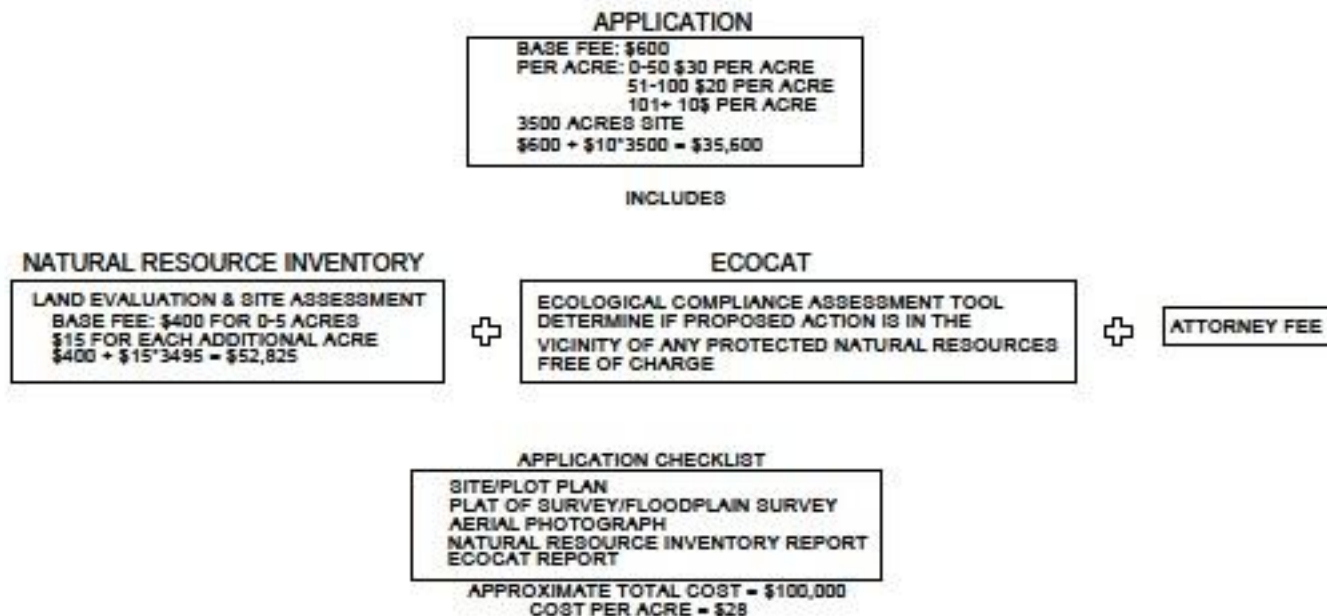 APPLICATION
BASE FEE: $600
PER ACRE: 0-50 $30 PER ACRE
51-100 $20 PER ACRE
101+ 10$ PER ACRE
3500 ACRES SITE
$600 + $10*3500 = $35,600
INCLUDES
NATURAL RESOURCE INVENTORY
LAND EVALUATION & SITE ASSESSMENT
BASE FEE: $400 FOR 0-5 ACRES
$15 FOR EACH ADDITIONAL ACRE
$400 + $15*3495 = $52,825
ECOCAT
ECOLOGICAL COMPLIANCE ASSESSMENT TOOL
DETERMINE IF PROPOSED ACTION IS IN THE
VICINITY OF ANY PROTECTED NATURAL RESOURCES
FREE OF CHARGE
ATTORNEY FEE
APPLICATION CHECKLIST
SITE/PLOT PLAN
PLAT OF SURVEY/FLOODPLAIN SURVEY
AERIAL PHOTOGRAPH
NATURAL RESOURCE INVENTORY REPORT
ECOCAT REPORT
APPROXIMATE TOTAL COST = $100,000
COST PER ACRE = $28